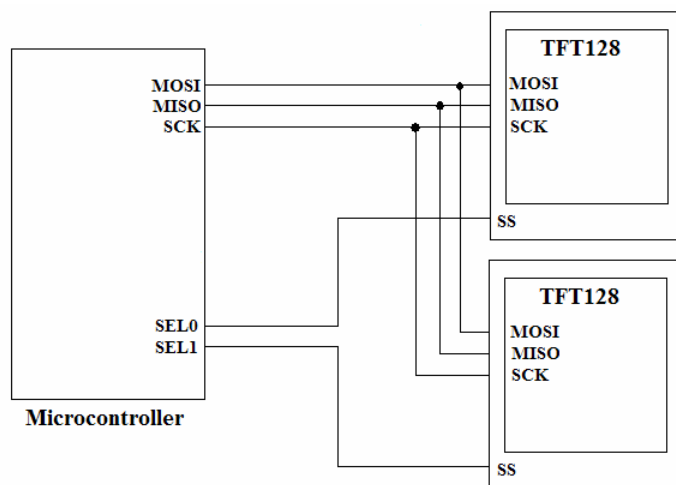 TFT128
MOSI
MISO
SCK
MOSI
MISO
SCK
SS
SEL0
SEL1
Microcontroller
TFT128
MOSI
MISO
SCK
SS